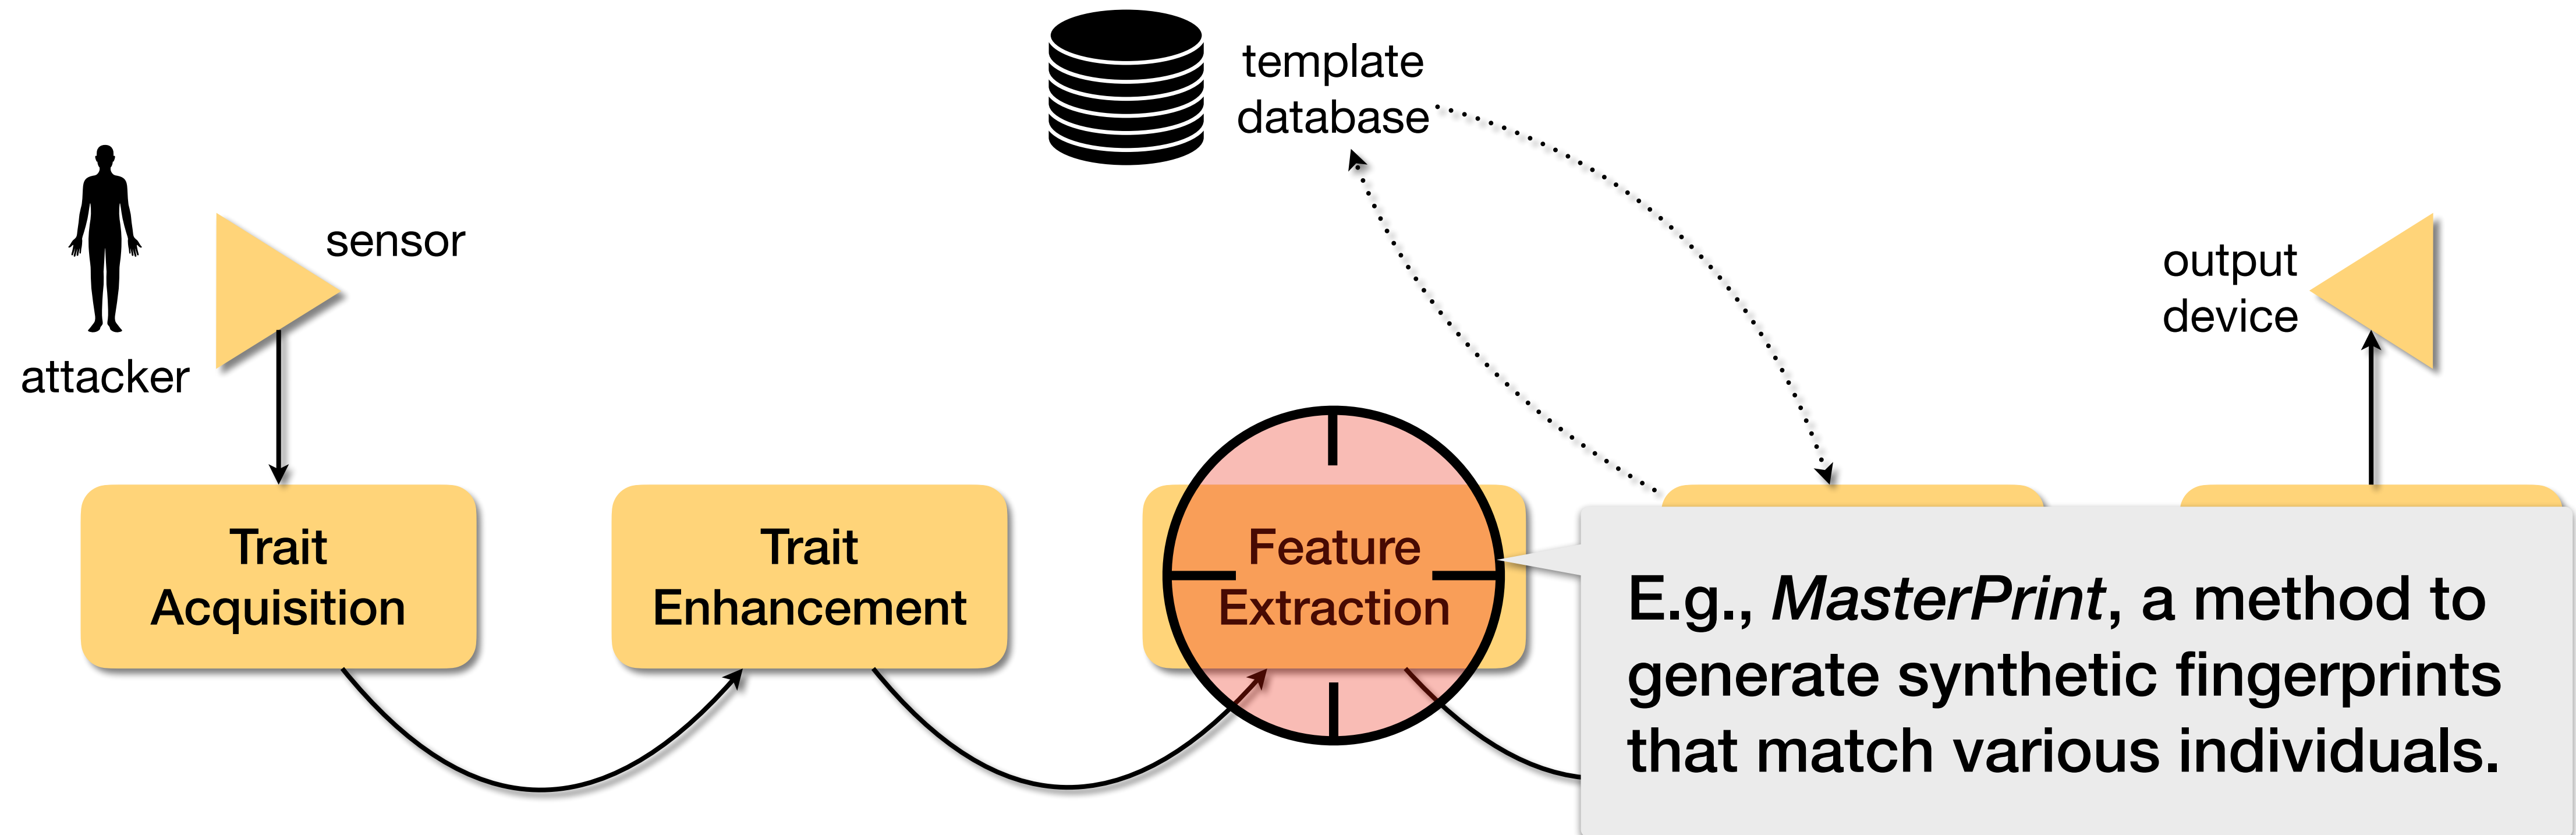 template
database
sensor
attacker
output
device
Trait
Acquisition
Trait
Enhancement
Feature
Extraction
E.g., MasterPrint, a method to
generate synthetic fingerprints
that match various individuals.